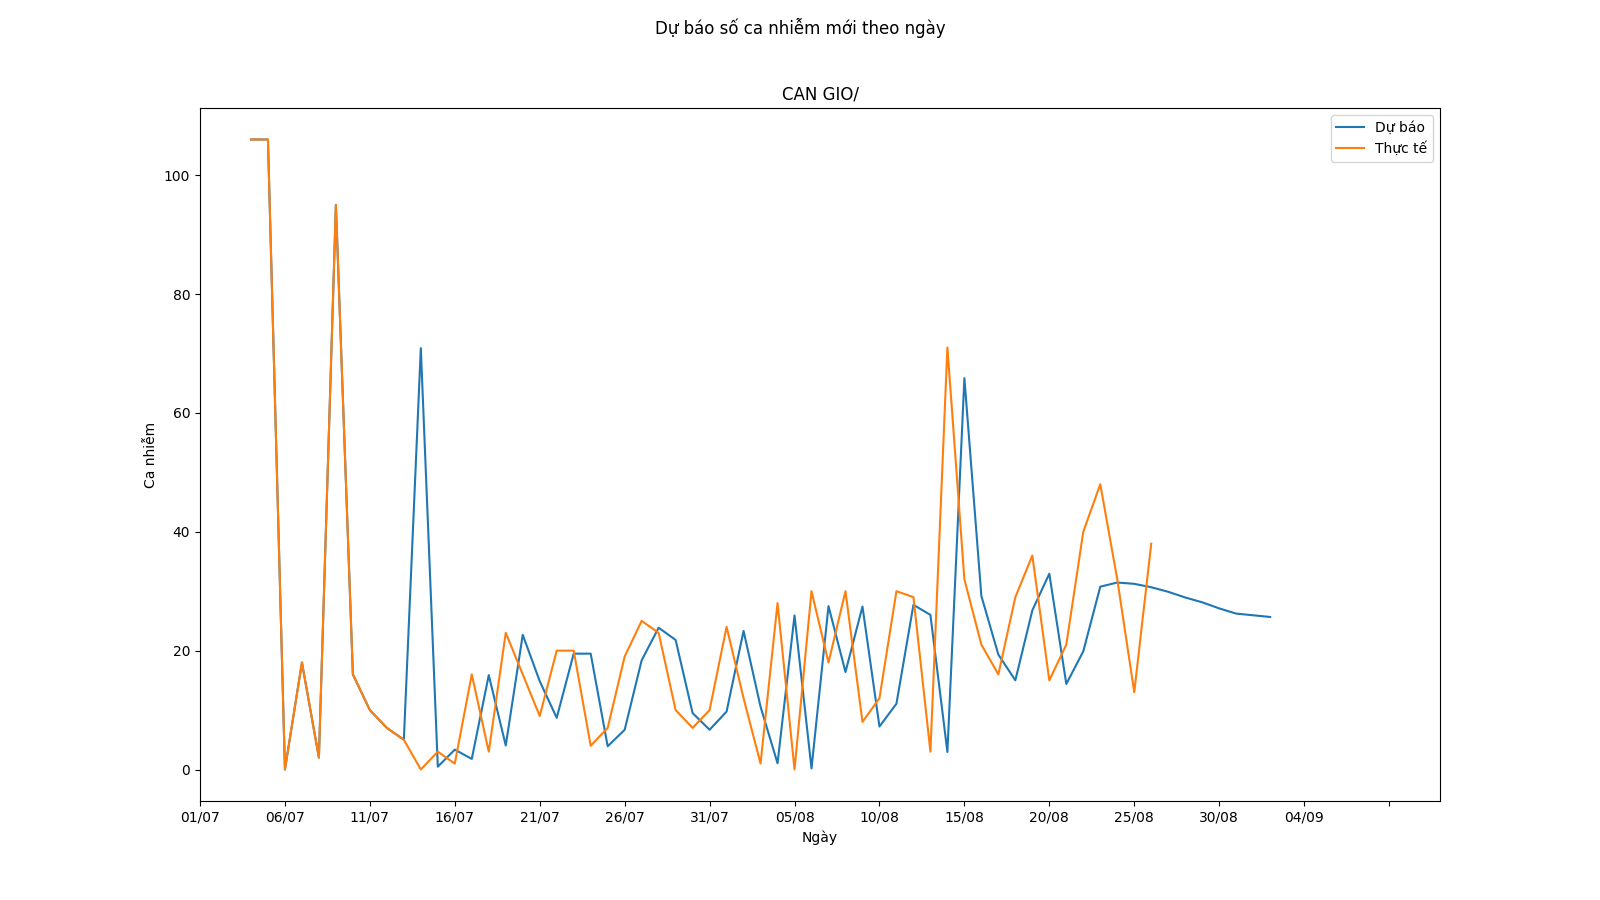 Dự báo số ca nhiễm mới theo ngày
CAN GIO/
Dự báo
Thực tế
100
80
60
40
20
0
Ca nhiễm
01/07 06/07 11/07 16/07 21/07 26/07 31/07 05/08 10/08 15/08 20/08 25/08 30/08 04/09
Ngày